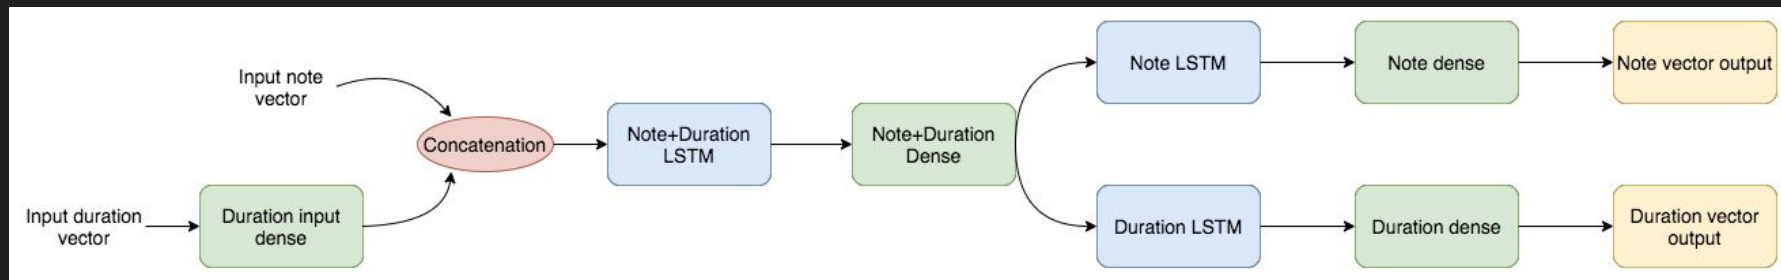 Input note
vector
Input duration
vector
Duration input
dense
Concatenation
Note+Duration
LSTM
Note+Duration
Dense
Note LSTM
Note dense
Note vector output
Duration LSTM
Duration dense
Duration vector
output